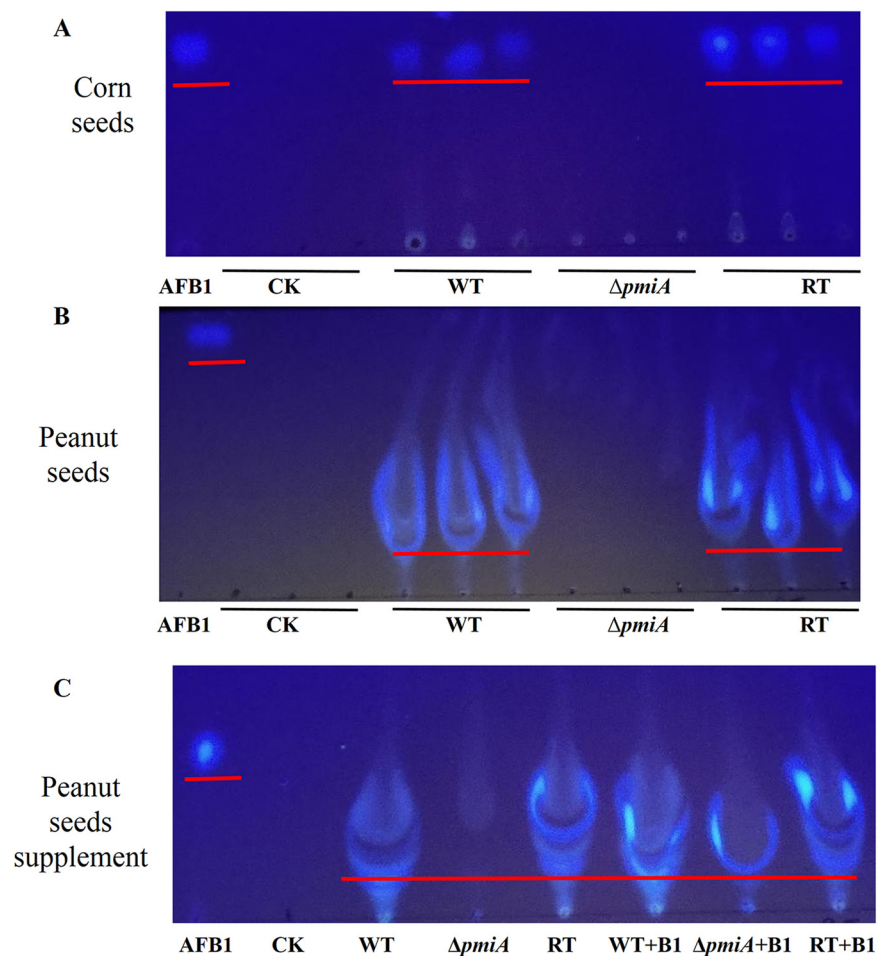 A
Corn
seeds
AFB1 CK WT ΔpmiA RT
B
Peanut
seeds
AFB1 CK WT ΔpmiA RT
C
Peanut
seeds
supplement
AFB1 CK WT ΔpmiA RT WT+B1 ΔpmiA+B1 RT+B1